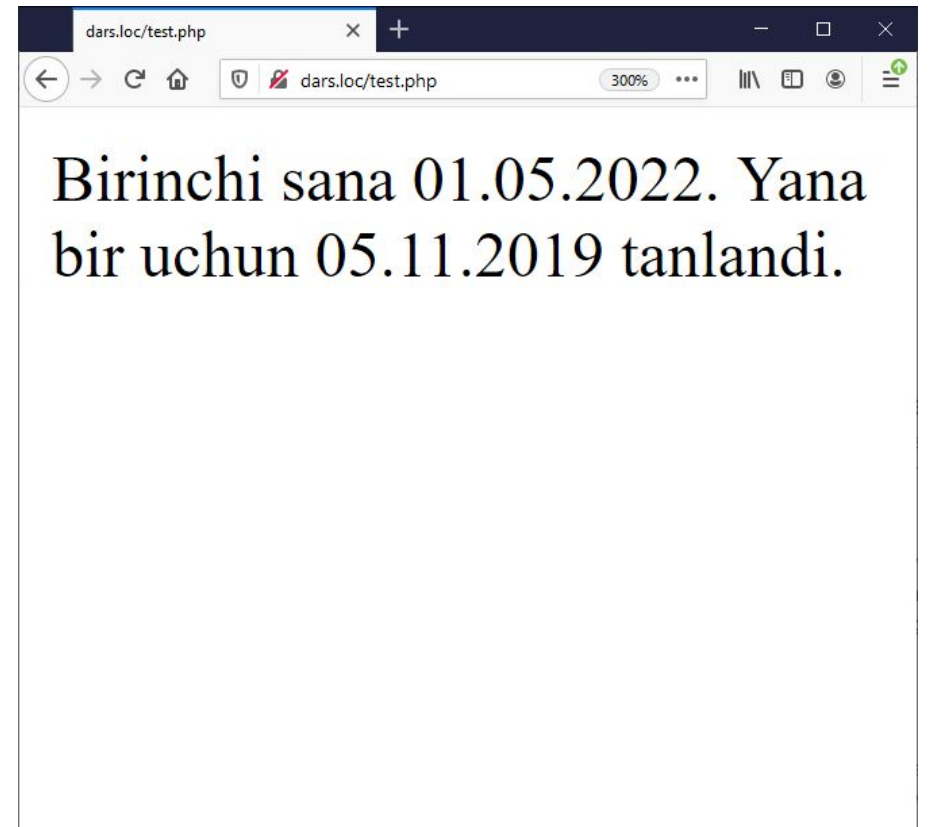 dars.loc/test.php
dars.loc/test.php 300%
Birinchi sana 01.05.2022. Yana
bir uchun 05.11.2019 tanlandi.